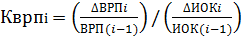 Кврпi = (ΔВРПi / ВРП(i−1)) / (ΔИОКi / ИОК(i−1))